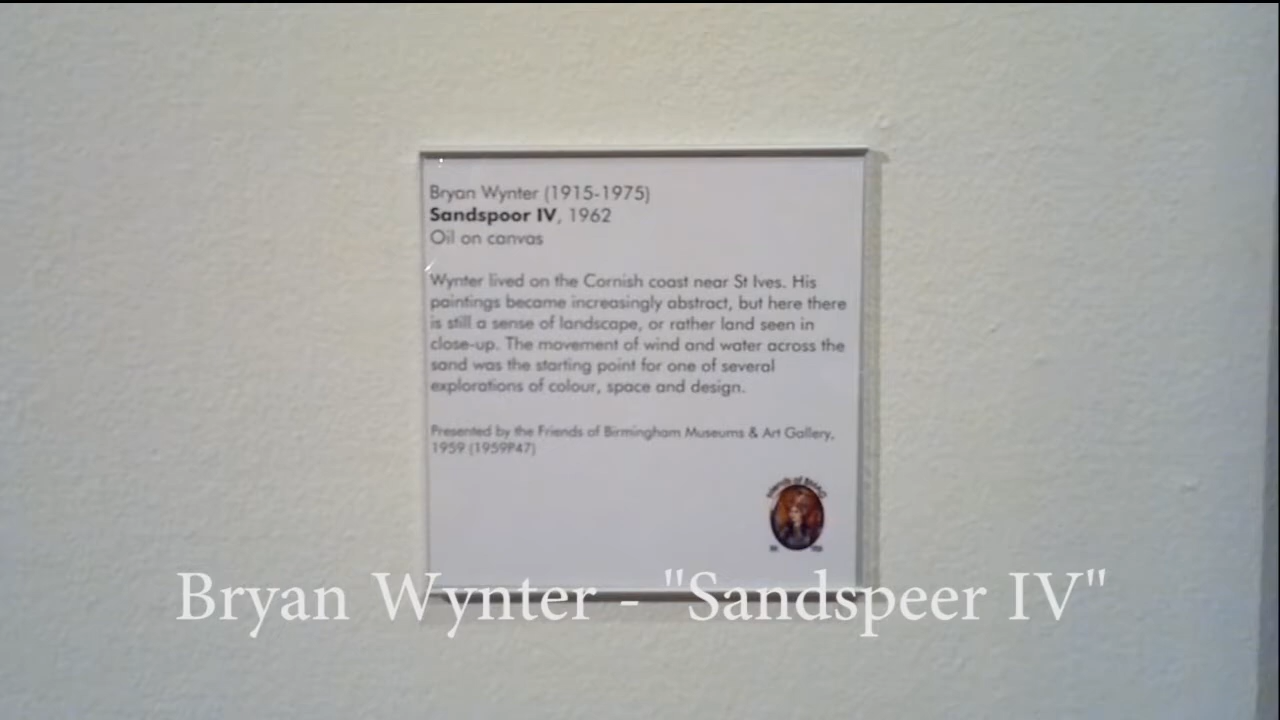 Bryan Wynter (1915-1975)
Sandspoor IV, 1962
Oil on canvas
Wynter lived on the Cornish coast near St Ives. His
paintings became increasingly abstract, but here there
is still a sense of landscape, or rather land seen in
close-up. The movement of wind and water across the
sand was the starting point for one of several
explorations of colour, space and design.
Presented by the Friends of Birmingham Museums & Art Gallery,
1959 (1959P47)
Friends of BMAG
Bryan Wynter - "Sandspeer IV"